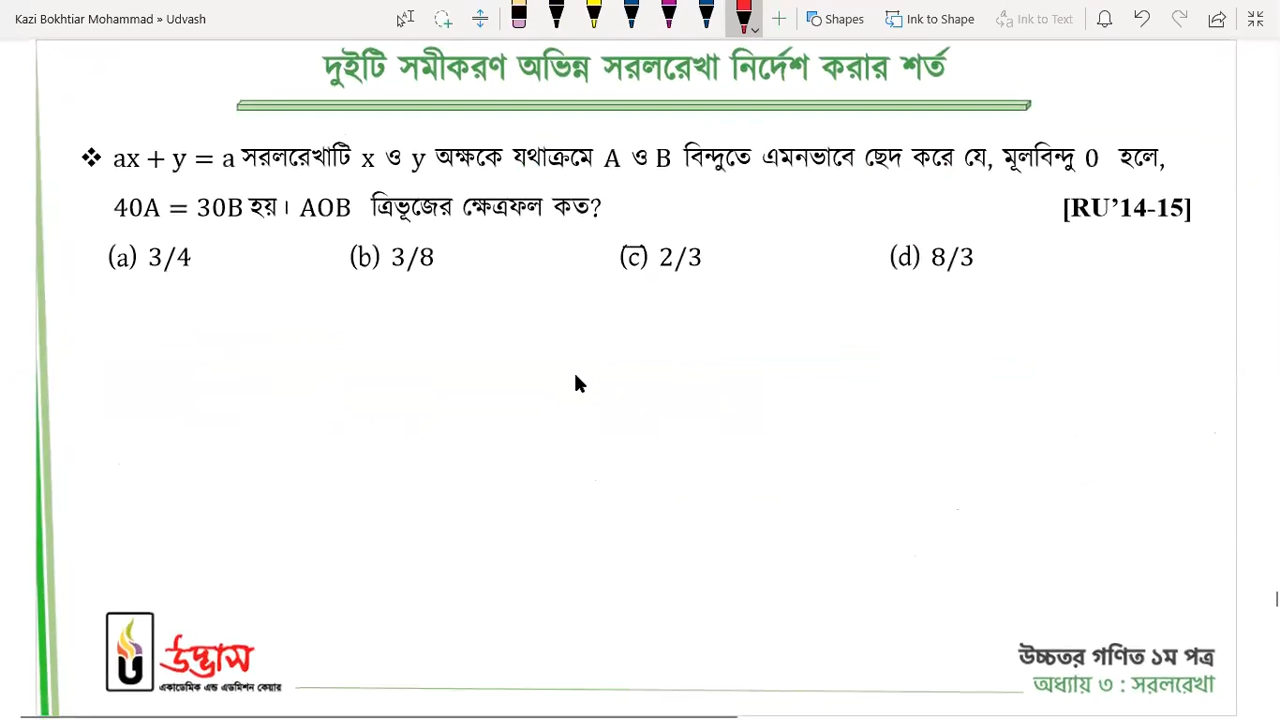 Kazi Bokhtiar Mohammad » Udvash
Shapes
Ink to Share
Ink to Text
দুইটি সমীকরণ অভিন্ন সরলরেখা নির্দেশ করার শর্ত
❖ ax + y = a সরলরেখাটি x ও y অক্ষকে যথাক্রমে A ও B বিন্দুতে এমনভাবে ছেদ করে যে, মূলবিন্দু 0 হলে,
40A = 30B হয়। AOB ত্রিভূজের ক্ষেত্রফল কত?
[RU’14-15]
(a) 3/4 (b) 3/8 (c) 2/3 (d) 8/3
উদ্ভাস
একাডেমিক এন্ড এডমিশন কেয়ার
উচ্চতর গণিত ১ম পত্র
অধ্যায় ৩ : সরলরেখা